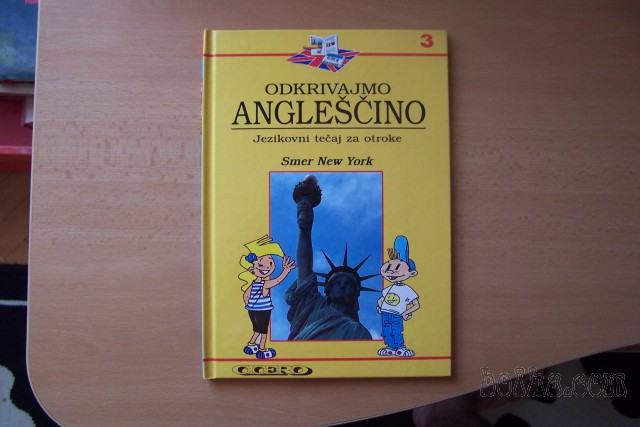 3
ODKRIVAJMO
ANGLEŠČINO
Jezikovni tečaj za otroke
Smer New York
bolha.com